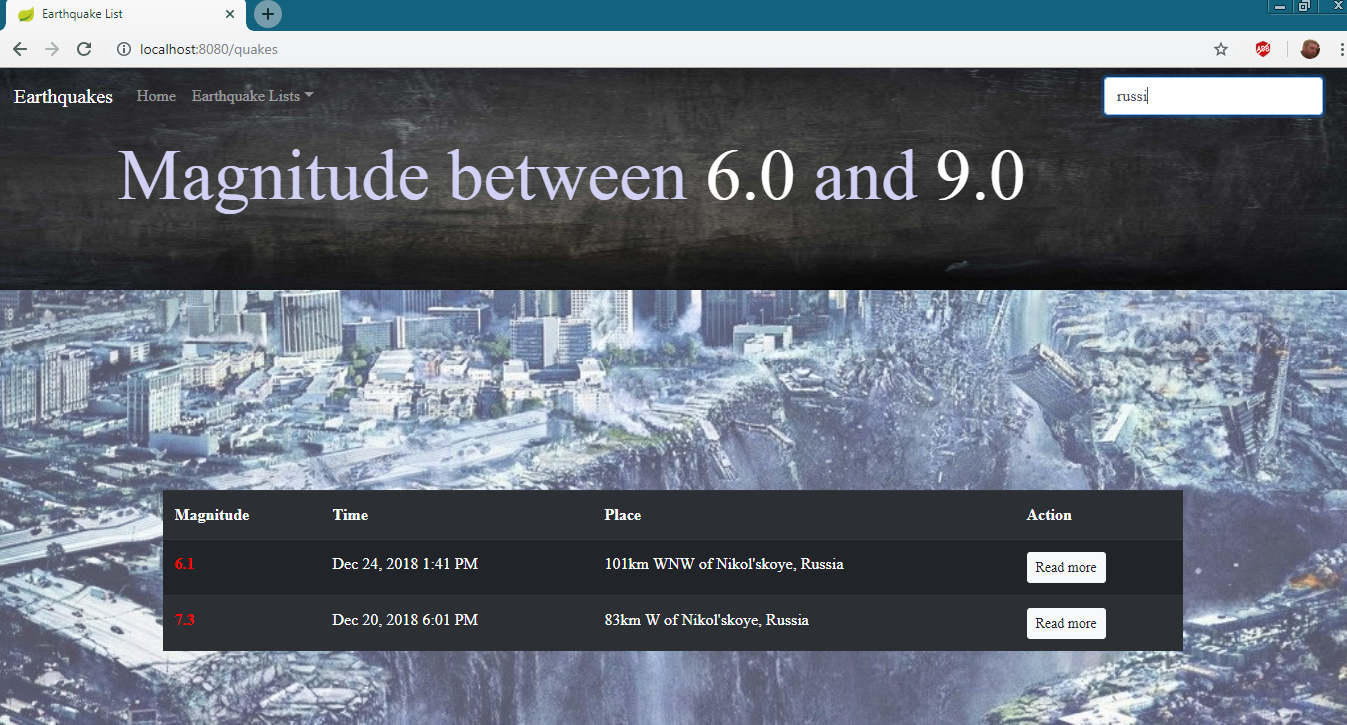 Earthquake List
localhost:8080/quakes
ABP
Earthquakes Home Earthquake Lists russi
Magnitude between 6.0 and 9.0
Magnitude Time Place Action
6.1 Dec 24, 2018 1:41 PM 101km WNW of Nikol'skoye, Russia Read more
7.3 Dec 20, 2018 6:01 PM 83km W of Nikol'skoye, Russia Read more